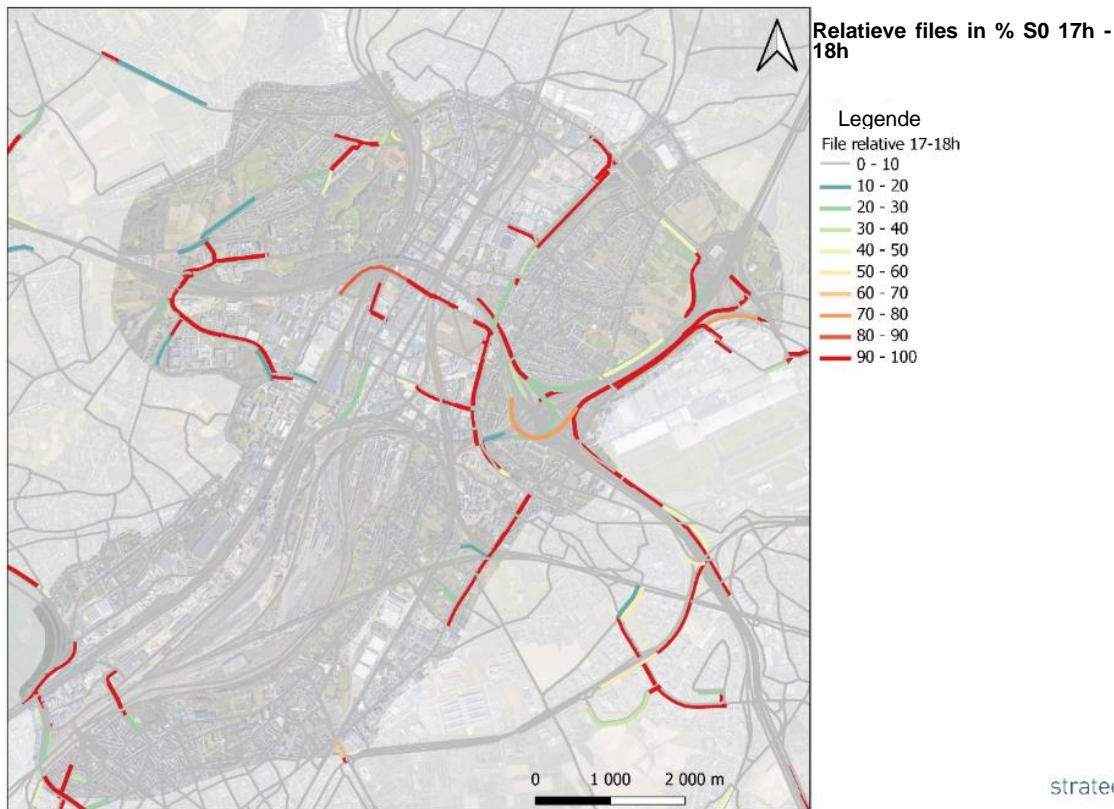 Relatieve files in % S0 17h -
18h
Legende
File relative 17-18h
0 - 10
10 - 20
20 - 30
30 - 40
40 - 50
50 - 60
60 - 70
70 - 80
80 - 90
90 - 100
0 1 000 2 000 m
stratec